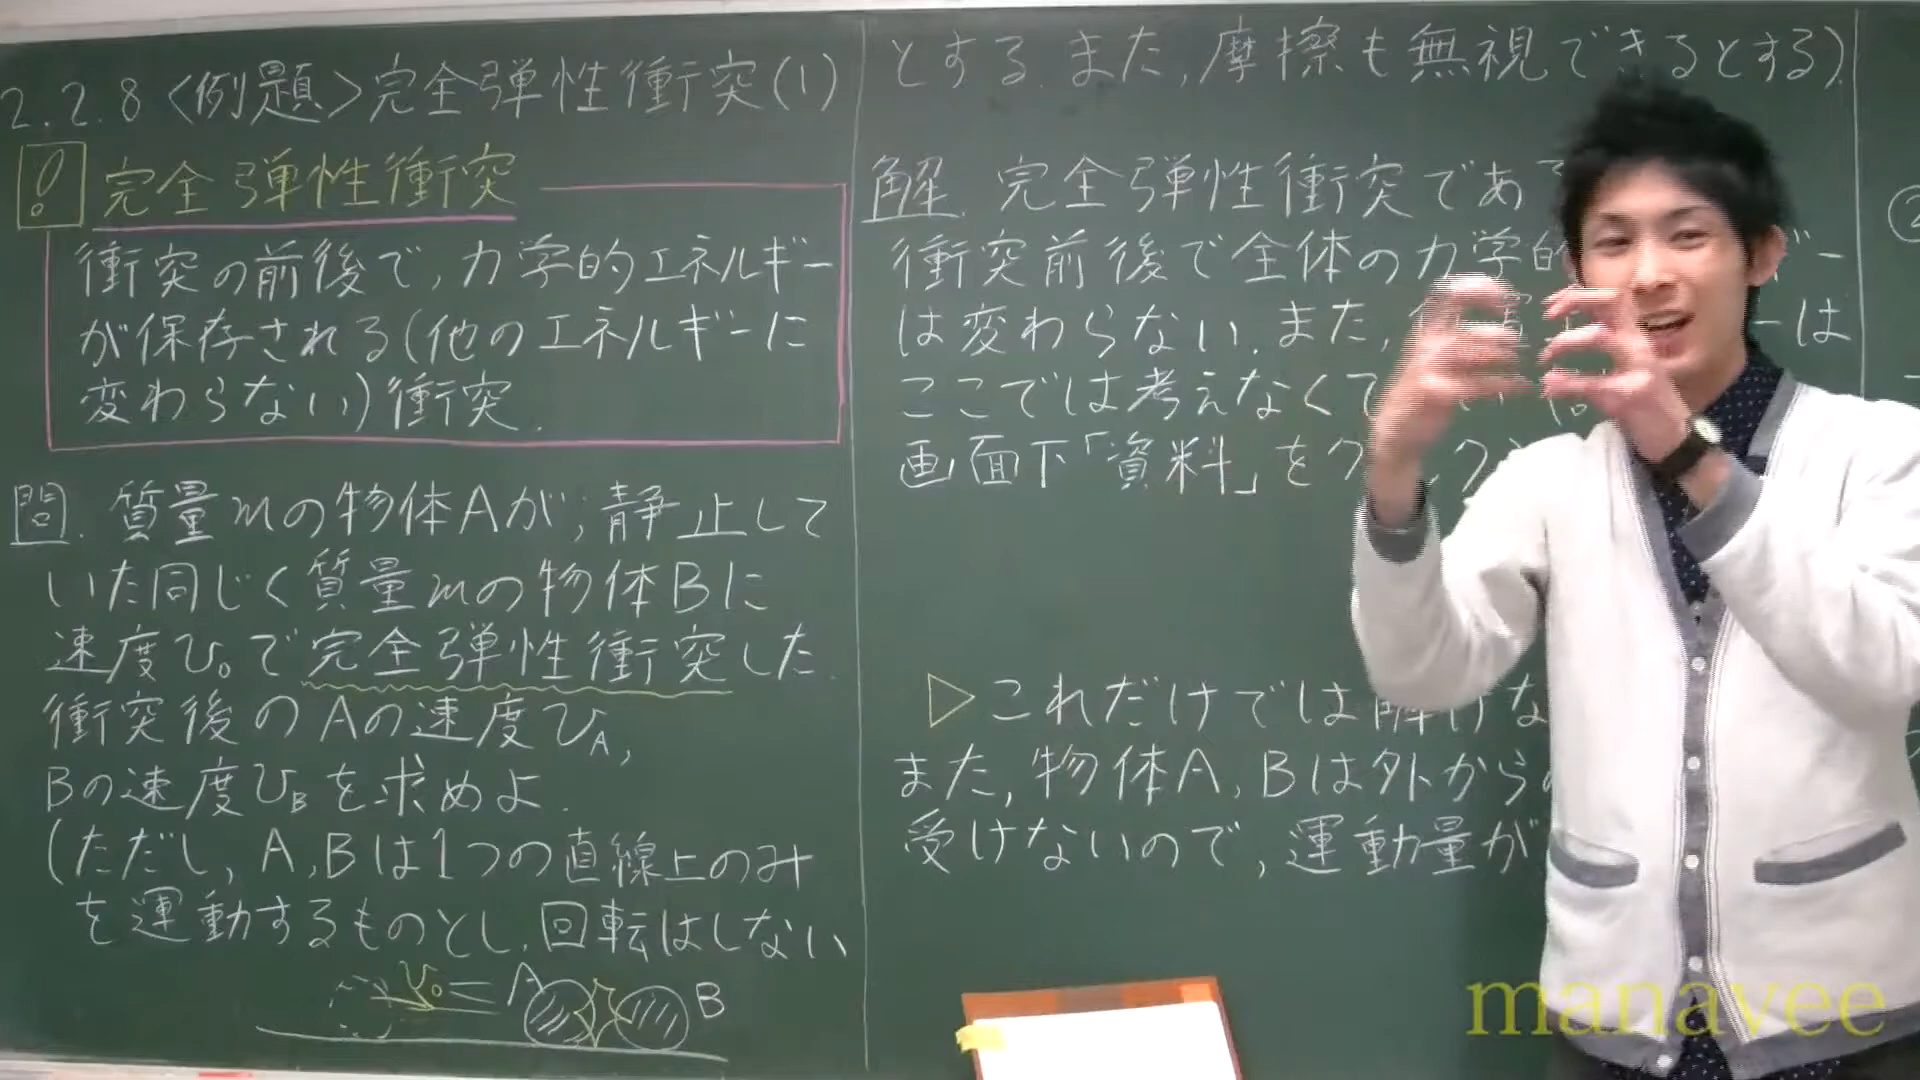 2.2.8〈例題〉完全弾性衝突(1)
! 完全弾性衝突
衝突の前後で,力学的エネルギー
が保存される(他のエネルギーに
変わらない)衝突.
問. 質量mの物体Aが,静止して
いた同じく質量mの物体Bに
速度v₀で完全弾性衝突した.
衝突後のAの速度v_A,
Bの速度v_Bを求めよ.
(ただし, A,Bは1つの直線上のみ
を運動するものとし,回転はしない
v₀ A B
とする.また,摩擦も無視できるとする).
解. 完全弾性衝突であ
衝突前後で全体の力学的 ギー
は変わらない.また, ーは
ここでは考えなくて
画面下「資料」をク
▷これだけでは解けな
また,物体A,Bは外から
受けないので,運動量が
②
manavee